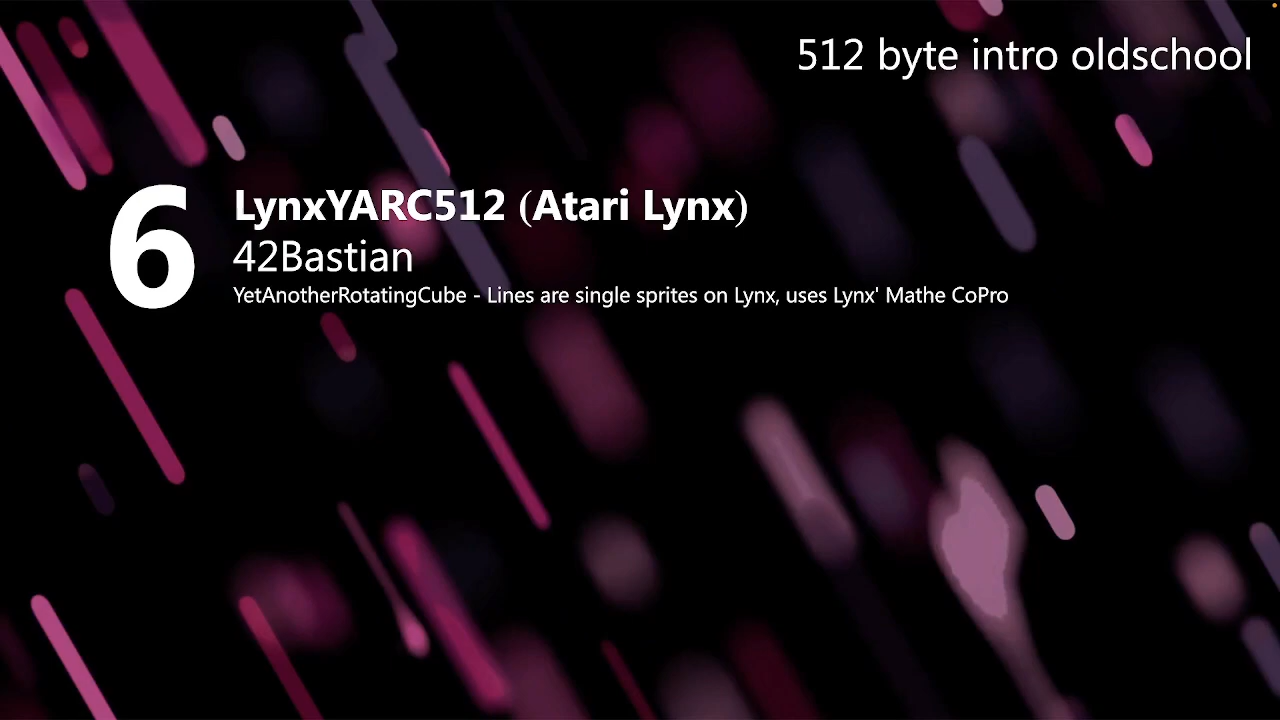 512 byte intro oldschool
6
LynxYARC512 (Atari Lynx)
42Bastian
YetAnotherRotatingCube - Lines are single sprites on Lynx, uses Lynx' Mathe CoPro